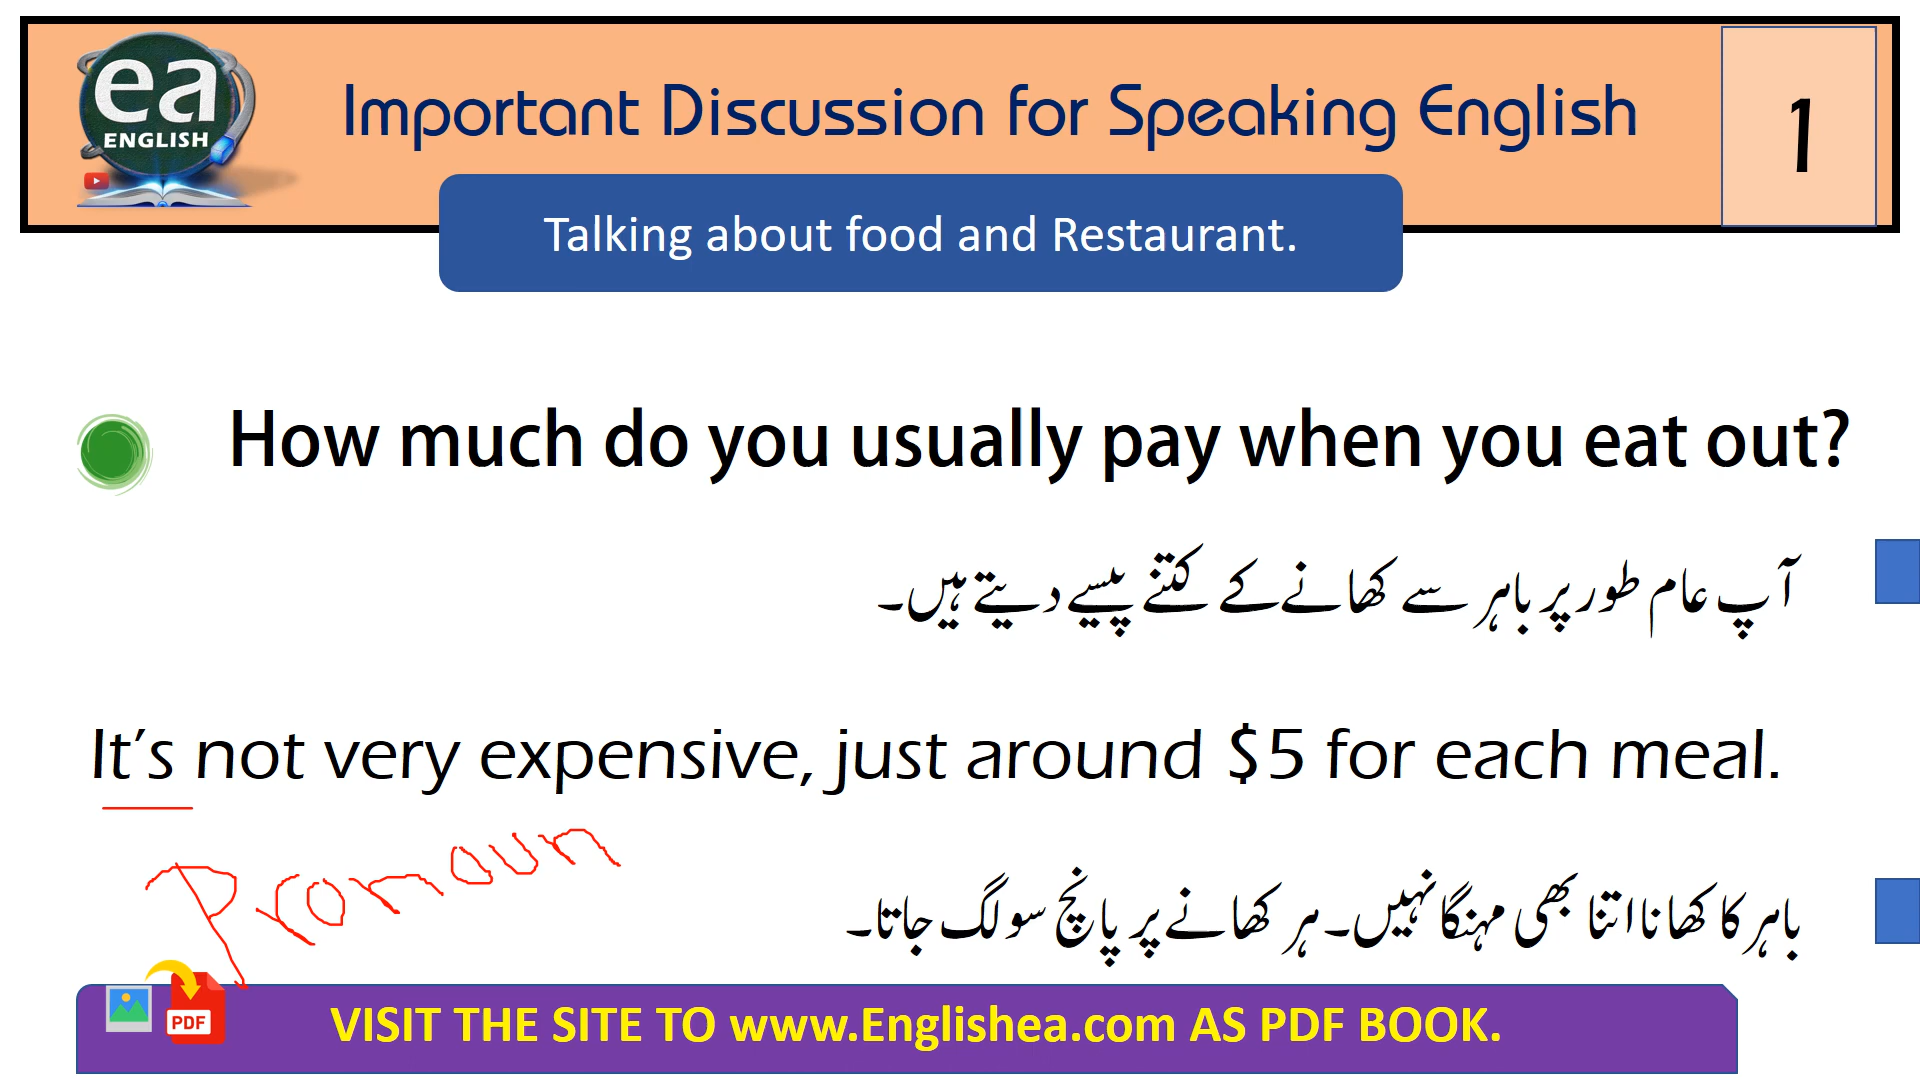 ea
ENGLISH
Important Discussion for Speaking English
1
Talking about food and Restaurant.
How much do you usually pay when you eat out?
آپ عام طور پر باہر سے کھانے کے کتنے پیسے دیتے ہیں۔
It’s not very expensive, just around $5 for each meal.
Pronoun
باہر کا کھانا اتنا بھی مہنگا نہیں۔ ہر کھانے پر پانچ سو لگ جاتا۔
PDF
VISIT THE SITE TO www.Englishea.com AS PDF BOOK.